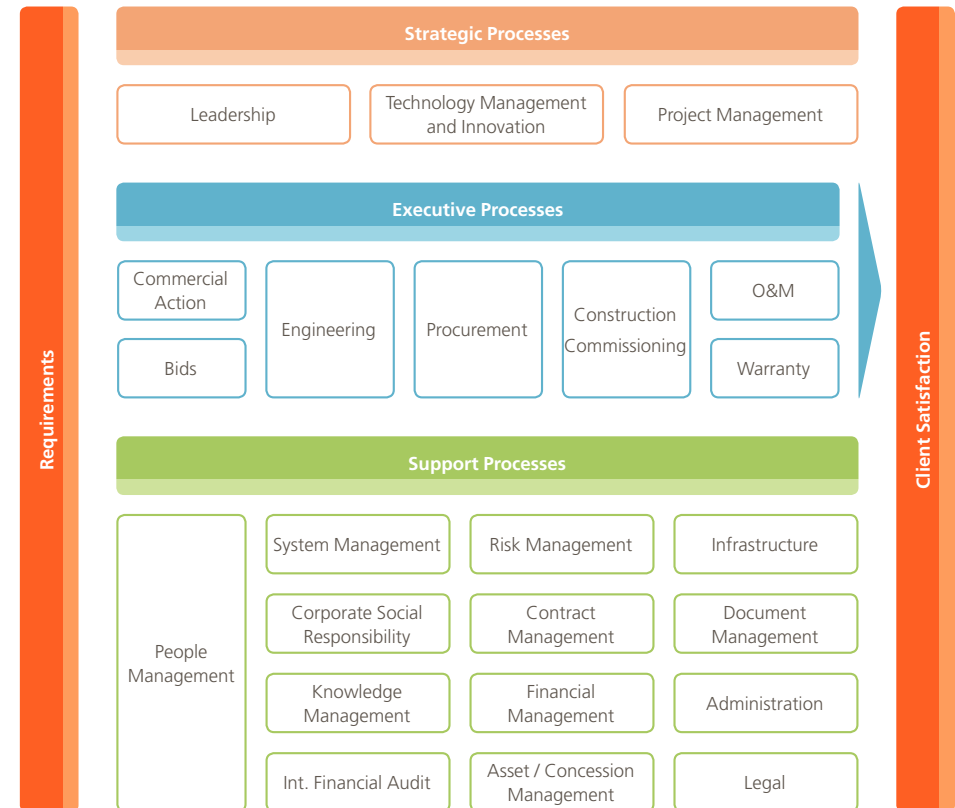 Requirements
Strategic Processes
Leadership
Technology Management
and Innovation
Project Management
Executive Processes
Commercial
Action
Bids
Engineering
Procurement
Construction
Commissioning
O&M
Warranty
Support Processes
People
Management
System Management
Risk Management
Infrastructure
Corporate Social
Responsibility
Contract
Management
Document
Management
Knowledge
Management
Financial
Management
Administration
Int. Financial Audit
Asset / Concession
Management
Legal
Client Satisfaction